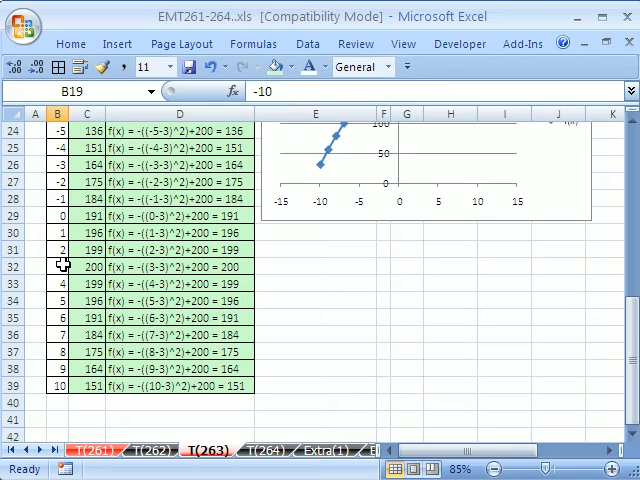 EMT261-264..xls [Compatibility Mode] - Microsoft Excel
Home Insert Page Layout Formulas Data Review View Developer Add-Ins
11 General
B19 fx -10
A B C D E F G H I J K
24 -5 136 f(x) = -((-5-3)^2)+200 = 136
25 -4 151 f(x) = -((-4-3)^2)+200 = 151
26 -3 164 f(x) = -((-3-3)^2)+200 = 164
27 -2 175 f(x) = -((-2-3)^2)+200 = 175
28 -1 184 f(x) = -((-1-3)^2)+200 = 184
29 0 191 f(x) = -((0-3)^2)+200 = 191
30 1 196 f(x) = -((1-3)^2)+200 = 196
31 2 199 f(x) = -((2-3)^2)+200 = 199
32 200 f(x) = -((3-3)^2)+200 = 200
33 4 199 f(x) = -((4-3)^2)+200 = 199
34 5 196 f(x) = -((5-3)^2)+200 = 196
35 6 191 f(x) = -((6-3)^2)+200 = 191
36 7 184 f(x) = -((7-3)^2)+200 = 184
37 8 175 f(x) = -((8-3)^2)+200 = 175
38 9 164 f(x) = -((9-3)^2)+200 = 164
39 10 151 f(x) = -((10-3)^2)+200 = 151
40
41
42
100
50
0
-15 -10 -5 0 5 10 15
T(261) T(262) T(263) T(264) Extra(1)
Ready 85%